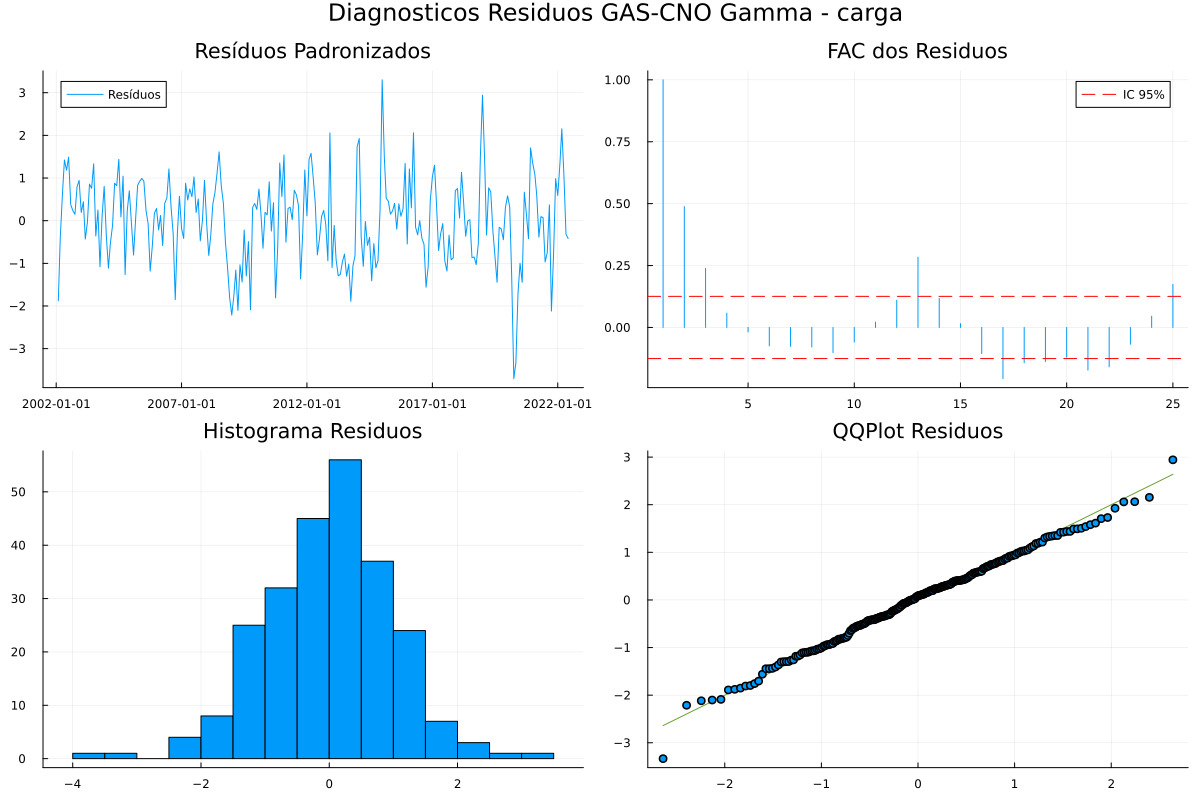 Diagnosticos Residuos GAS-CNO Gamma - carga
Resíduos Padronizados
Resíduos
3
2
1
0
−1
−2
−3
2002-01-01 2007-01-01 2012-01-01 2017-01-01 2022-01-01
FAC dos Residuos
IC 95%
1.00
0.75
0.50
0.25
0.00
5 10 15 20 25
Histograma Residuos
50
40
30
20
10
0
−4 −2 0 2
QQPlot Residuos
3
2
1
0
−1
−2
−3
−2 −1 0 1 2